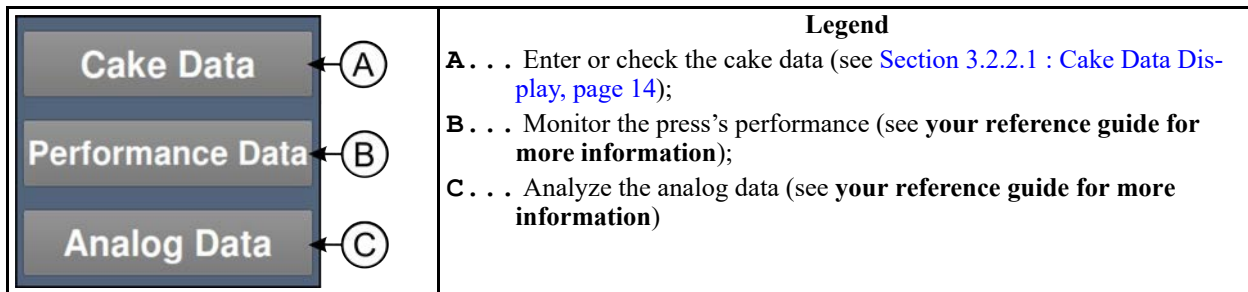 Cake Data
A
Performance Data
B
Analog Data
C
Legend
A... Enter or check the cake data (see Section 3.2.2.1 : Cake Data Dis-
play, page 14);
B... Monitor the press’s performance (see your reference guide for
more information);
C... Analyze the analog data (see your reference guide for more
information)